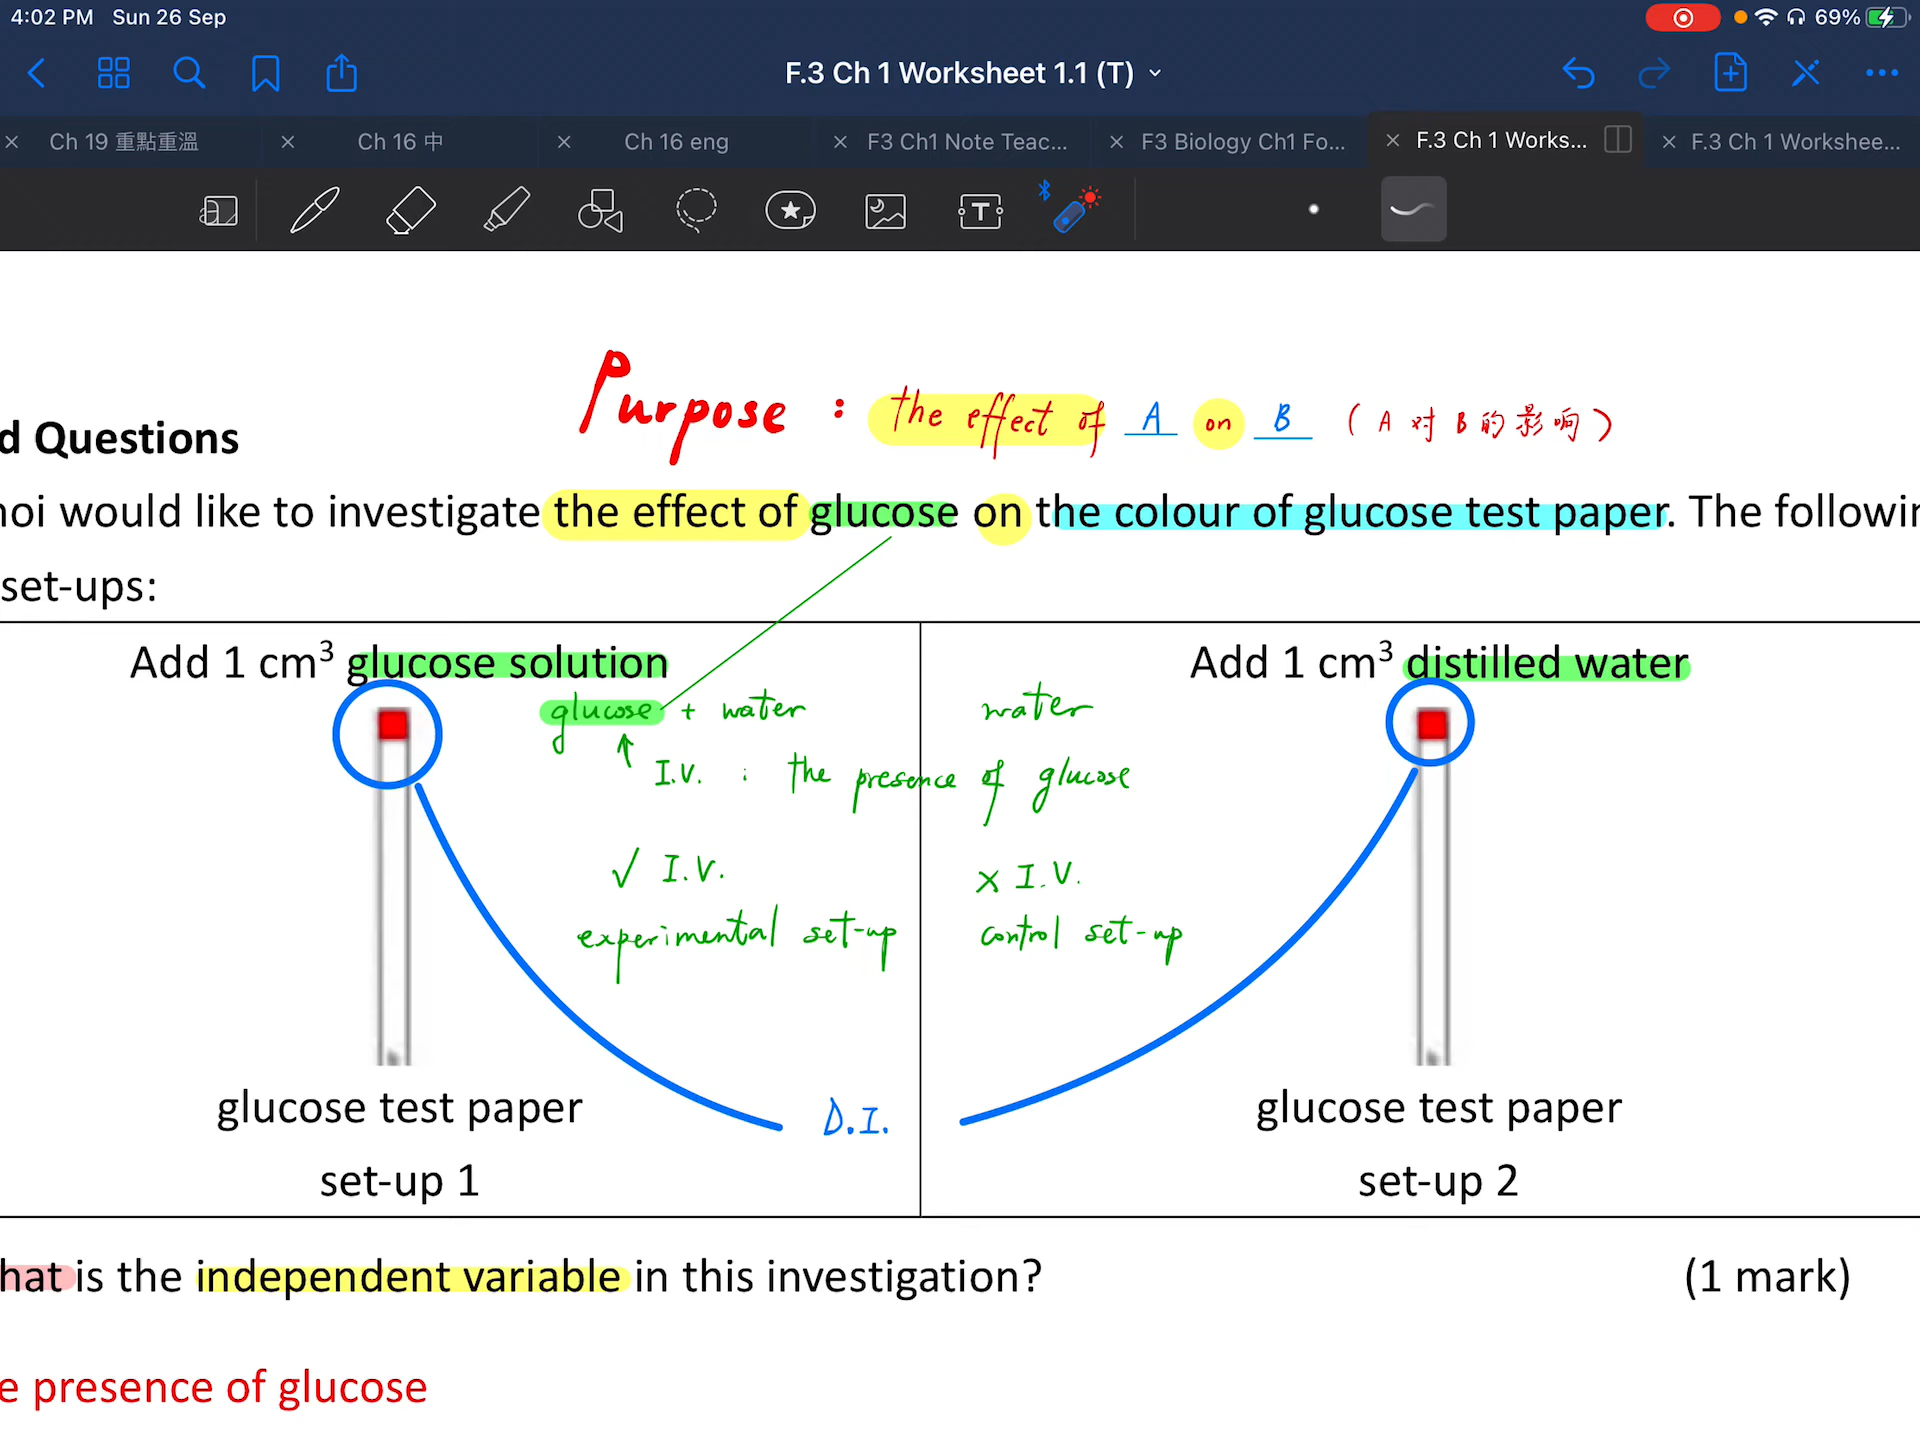 4:02 PM Sun 26 Sep 69%
F.3 Ch 1 Worksheet 1.1 (T)
Ch 19 重點重溫 Ch 16 中 Ch 16 eng F3 Ch1 Note Teac... F3 Biology Ch1 Fo... F.3 Ch 1 Works... F.3 Ch 1 Workshee...
Purpose : the effect of A on B (A 对 B 的影响)
d Questions
noi would like to investigate the effect of glucose on the colour of glucose test paper. The followin
set-ups:
Add 1 cm³ glucose solution
glucose + water
I.V. : the presence of glucose
✓ I.V.
experimental set-up
glucose test paper
set-up 1
Add 1 cm³ distilled water
water
x I.V.
control set-up
D.I.
glucose test paper
set-up 2
hat is the independent variable in this investigation? (1 mark)
e presence of glucose